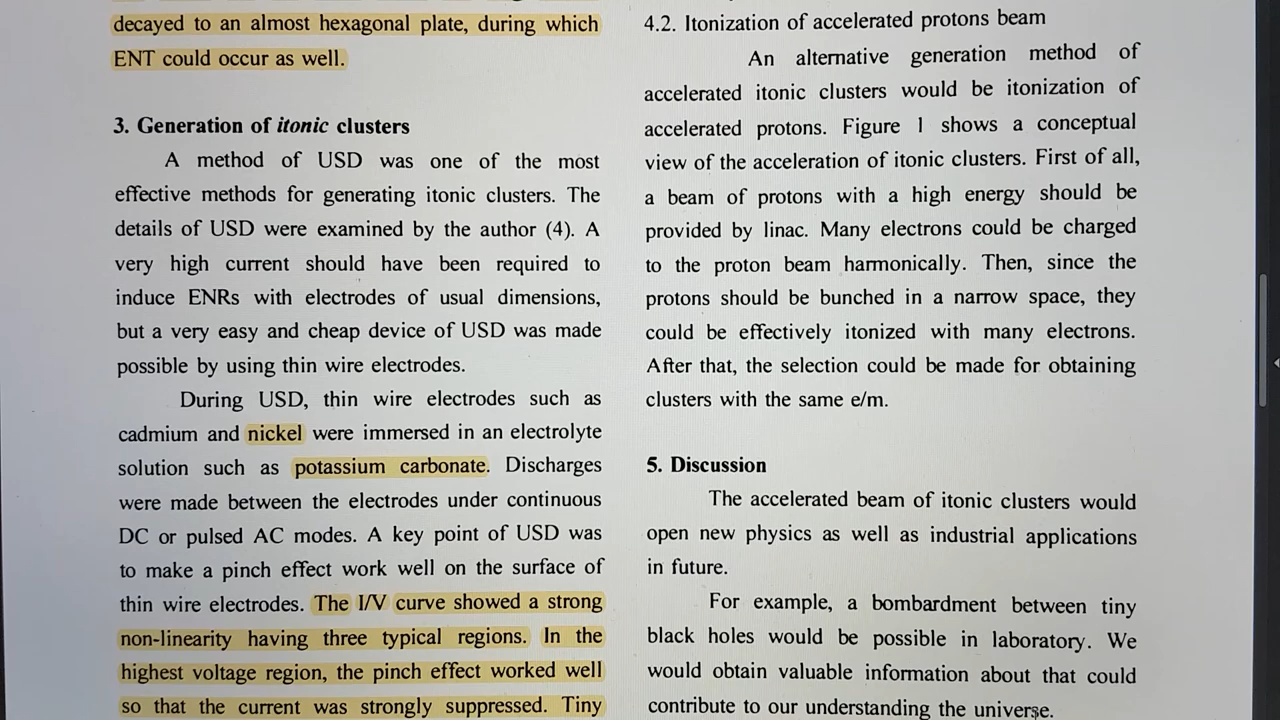 decayed to an almost hexagonal plate, during which
ENT could occur as well.
3. Generation of itonic clusters
A method of USD was one of the most
effective methods for generating itonic clusters. The
details of USD were examined by the author (4). A
very high current should have been required to
induce ENRs with electrodes of usual dimensions,
but a very easy and cheap device of USD was made
possible by using thin wire electrodes.
During USD, thin wire electrodes such as
cadmium and nickel were immersed in an electrolyte
solution such as potassium carbonate. Discharges
were made between the electrodes under continuous
DC or pulsed AC modes. A key point of USD was
to make a pinch effect work well on the surface of
thin wire electrodes. The I/V curve showed a strong
non-linearity having three typical regions. In the
highest voltage region, the pinch effect worked well
so that the current was strongly suppressed. Tiny
4.2. Itonization of accelerated protons beam
An alternative generation method of
accelerated itonic clusters would be itonization of
accelerated protons. Figure 1 shows a conceptual
view of the acceleration of itonic clusters. First of all,
a beam of protons with a high energy should be
provided by linac. Many electrons could be charged
to the proton beam harmonically. Then, since the
protons should be bunched in a narrow space, they
could be effectively itonized with many electrons.
After that, the selection could be made for obtaining
clusters with the same e/m.
5. Discussion
The accelerated beam of itonic clusters would
open new physics as well as industrial applications
in future.
For example, a bombardment between tiny
black holes would be possible in laboratory. We
would obtain valuable information about that could
contribute to our understanding the universe.